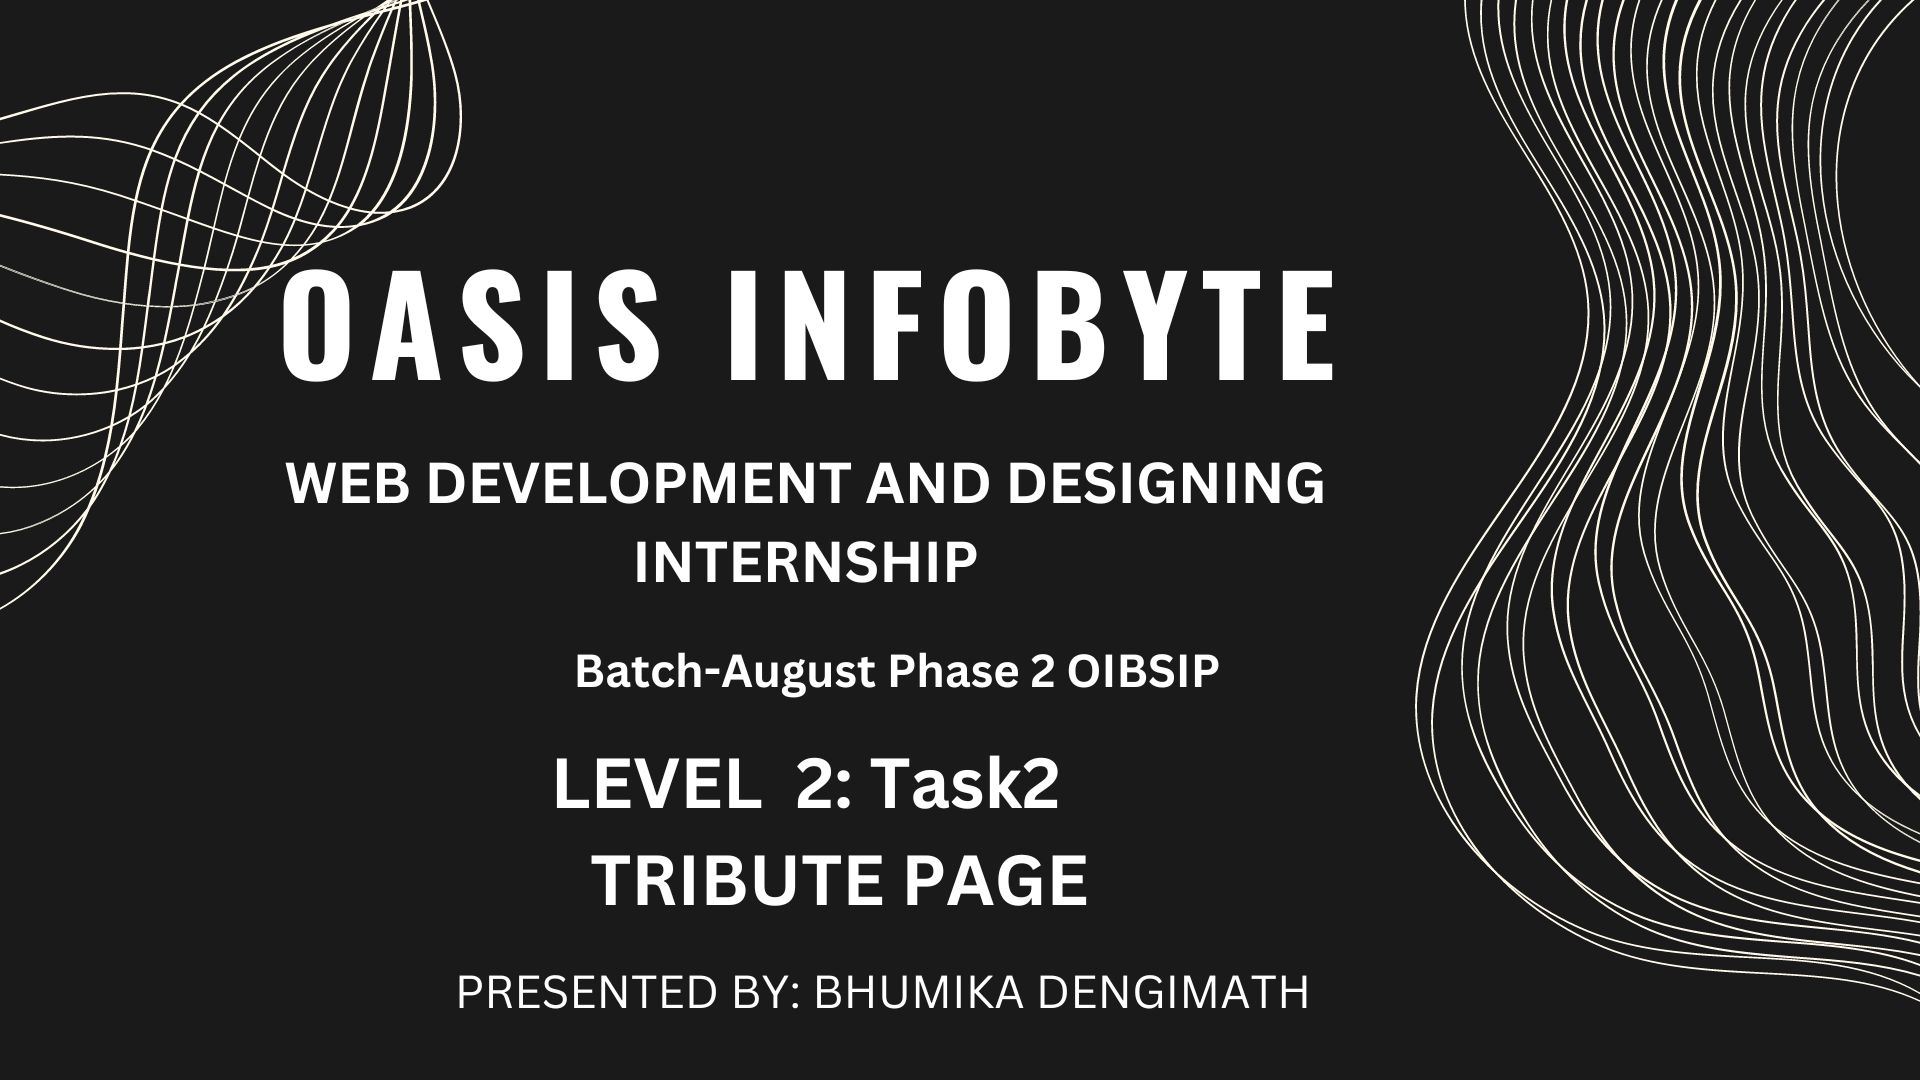 OASIS INFOBYTE
WEB DEVELOPMENT AND DESIGNING
INTERNSHIP
Batch-August Phase 2 OIBSIP
LEVEL  2: Task2
TRIBUTE PAGE
PRESENTED BY: BHUMIKA DENGIMATH